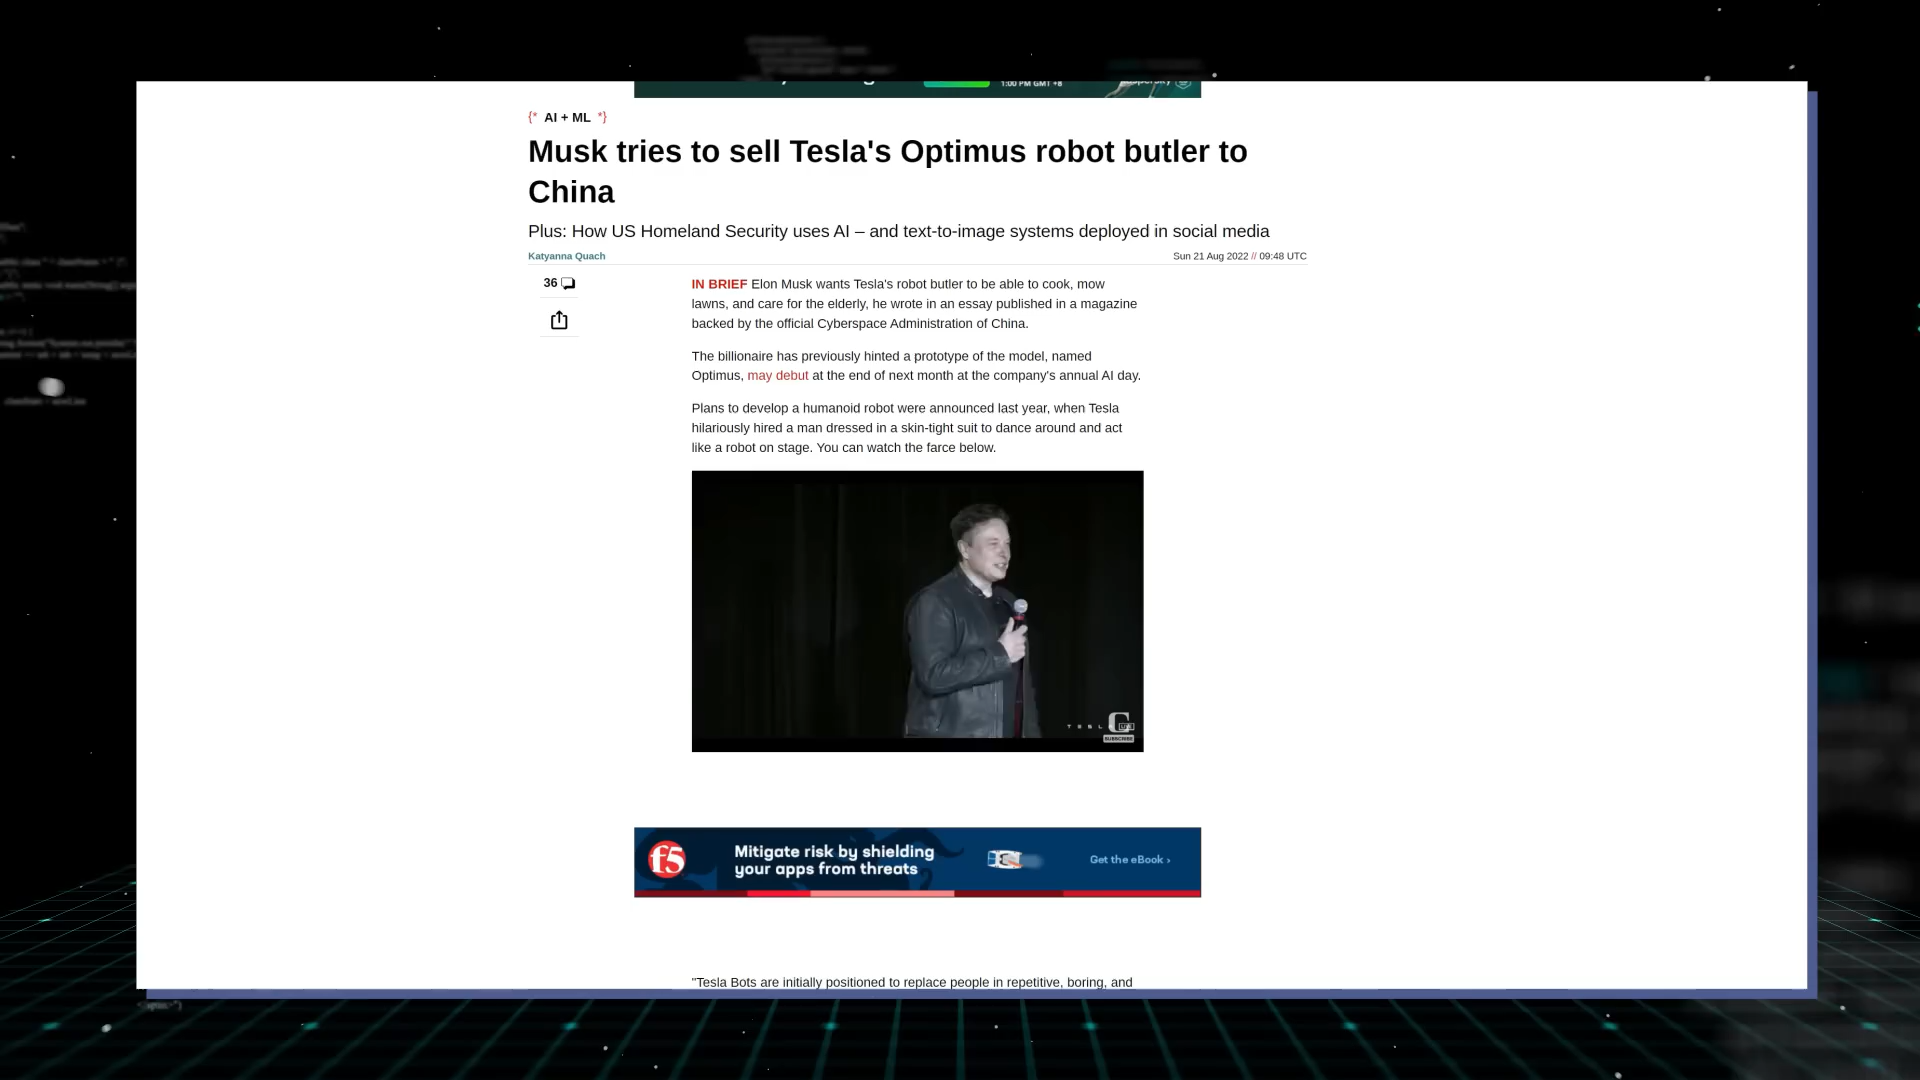 1:00 PM GMT +8
{* AI + ML *}
Musk tries to sell Tesla's Optimus robot butler to
China
Plus: How US Homeland Security uses AI – and text-to-image systems deployed in social media
Katyanna Quach
Sun 21 Aug 2022 // 09:48 UTC
36
IN BRIEF Elon Musk wants Tesla's robot butler to be able to cook, mow
lawns, and care for the elderly, he wrote in an essay published in a magazine
backed by the official Cyberspace Administration of China.
The billionaire has previously hinted a prototype of the model, named
Optimus, may debut at the end of next month at the company's annual AI day.
Plans to develop a humanoid robot were announced last year, when Tesla
hilariously hired a man dressed in a skin-tight suit to dance around and act
like a robot on stage. You can watch the farce below.
TESL
LIVE
SUBSCRIBE
f5
Mitigate risk by shielding
your apps from threats
Get the eBook ›
"Tesla Bots are initially positioned to replace people in repetitive, boring, and